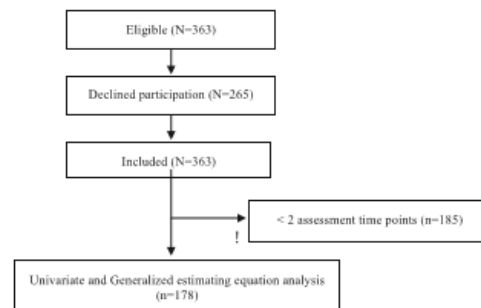 Eligible (N=363)
Declined participation (N=265)
Included (N=363)
< 2 assessment time points (n=185)
!
Univariate and Generalized estimating equation analysis
(n=178)